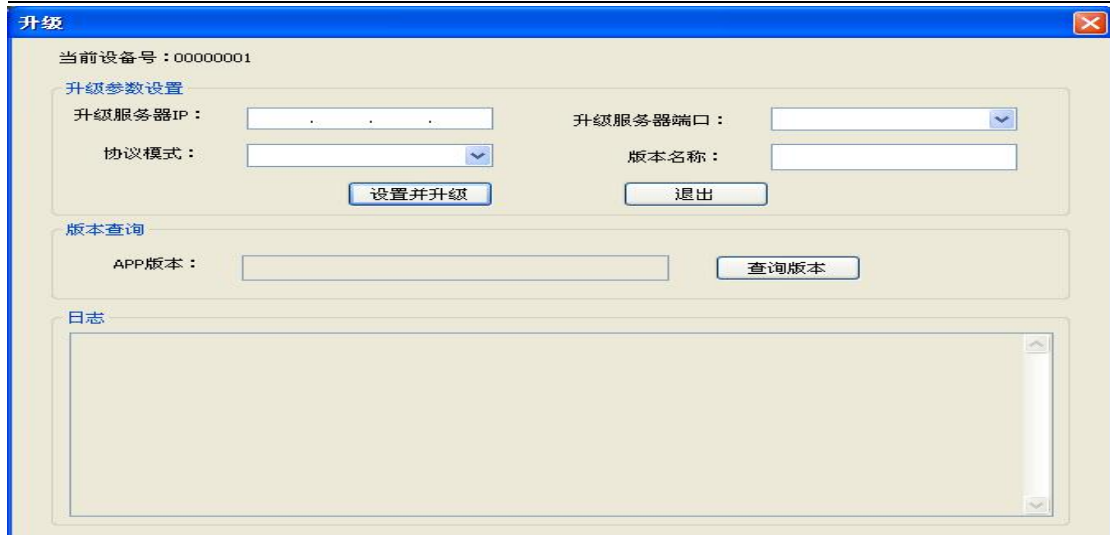 升级
当前设备号：00000001
升级参数设置
升级服务器IP： . . . 升级服务器端口：
协议模式： 版本名称：
设置并升级 退出
版本查询
APP版本： 查询版本
日志